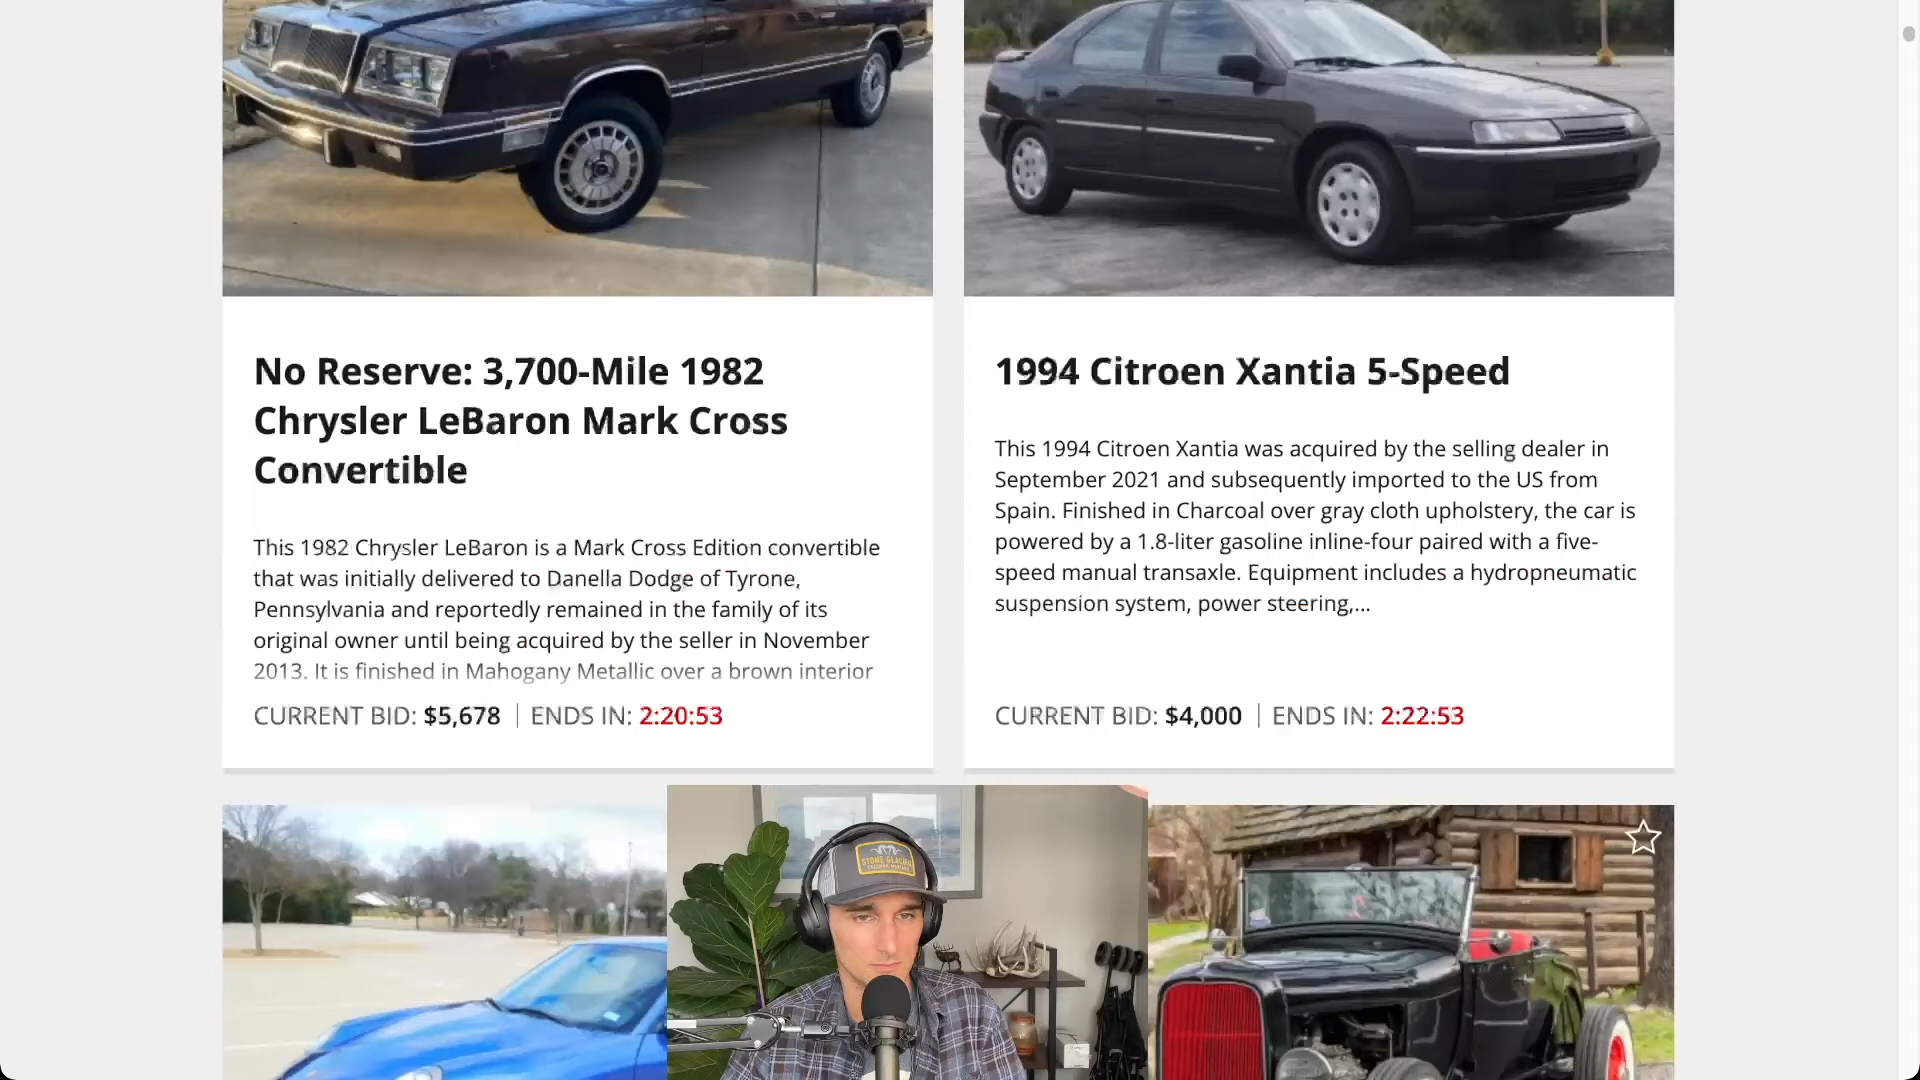 No Reserve: 3,700-Mile 1982
Chrysler LeBaron Mark Cross
Convertible
This 1982 Chrysler LeBaron is a Mark Cross Edition convertible
that was initially delivered to Danella Dodge of Tyrone,
Pennsylvania and reportedly remained in the family of its
original owner until being acquired by the seller in November
2013. It is finished in Mahogany Metallic over a brown interior
CURRENT BID: $5,678 | ENDS IN: 2:20:53
1994 Citroen Xantia 5-Speed
This 1994 Citroen Xantia was acquired by the selling dealer in
September 2021 and subsequently imported to the US from
Spain. Finished in Charcoal over gray cloth upholstery, the car is
powered by a 1.8-liter gasoline inline-four paired with a five-
speed manual transaxle. Equipment includes a hydropneumatic
suspension system, power steering,...
CURRENT BID: $4,000 | ENDS IN: 2:22:53
STONE GLACIER